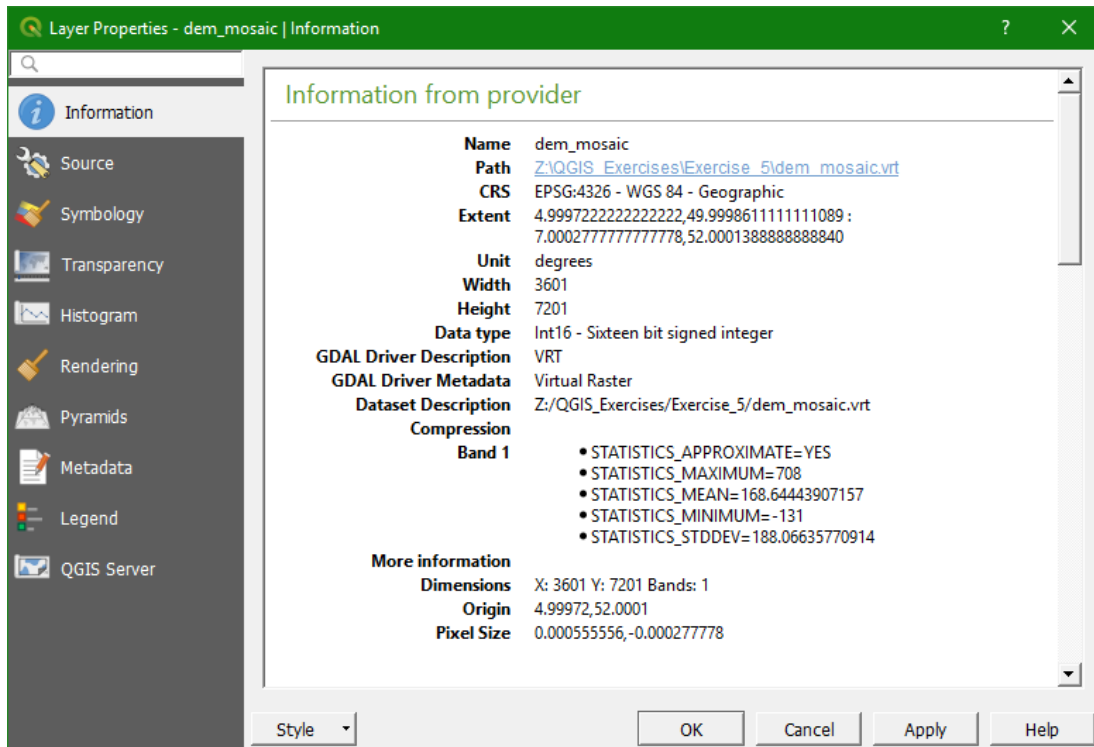 Layer Properties - dem_mosaic | Information
?
Information
Source
Symbology
Transparency
Histogram
Rendering
Pyramids
Metadata
Legend
QGIS Server
Information from provider
Name dem_mosaic
Path Z:\QGIS_Exercises\Exercise_5\dem_mosaic.vrt
CRS EPSG:4326 - WGS 84 - Geographic
Extent 4.9997222222222222,49.9998611111111089 :
7.0002777777777778,52.0001388888888840
Unit degrees
Width 3601
Height 7201
Data type Int16 - Sixteen bit signed integer
GDAL Driver Description VRT
GDAL Driver Metadata Virtual Raster
Dataset Description Z:/QGIS_Exercises/Exercise_5/dem_mosaic.vrt
Compression
Band 1 • STATISTICS_APPROXIMATE=YES
• STATISTICS_MAXIMUM=708
• STATISTICS_MEAN=168.64443907157
• STATISTICS_MINIMUM=-131
• STATISTICS_STDDEV=188.06635770914
More information
Dimensions X: 3601 Y: 7201 Bands: 1
Origin 4.99972,52.0001
Pixel Size 0.000555556,-0.000277778
Style OK Cancel Apply Help